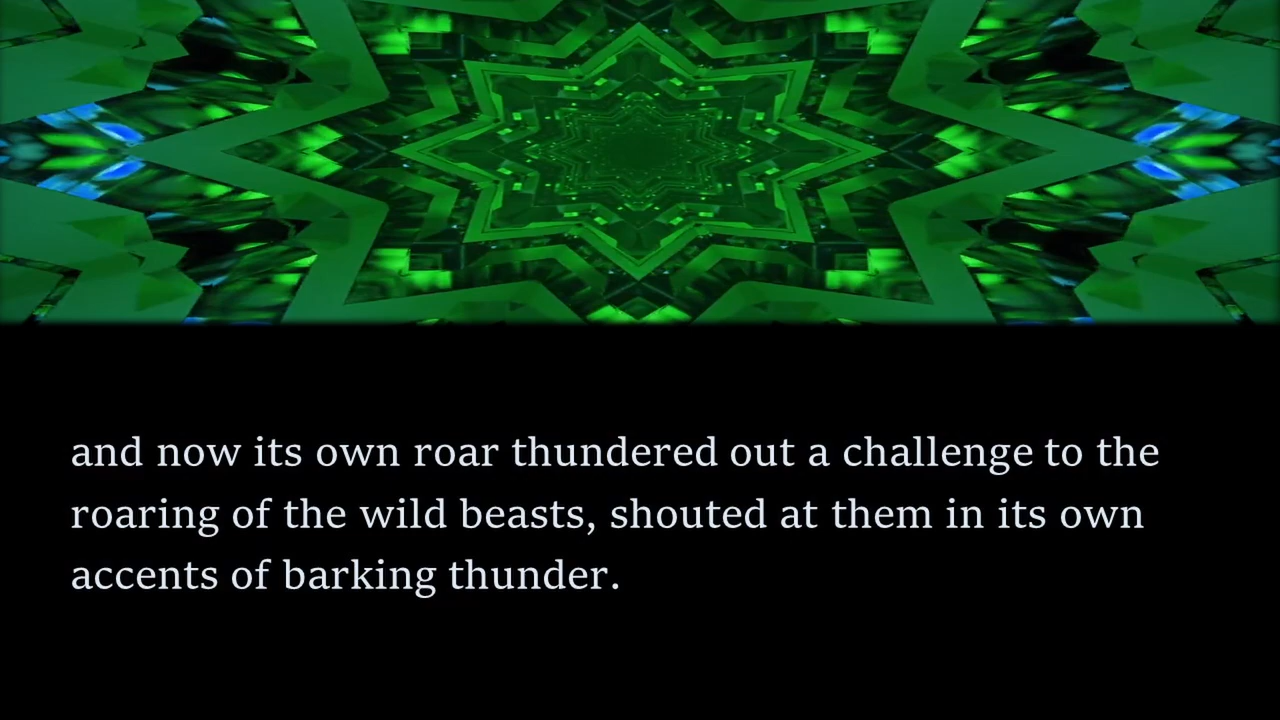 and now its own roar thundered out a challenge to the
roaring of the wild beasts, shouted at them in its own
accents of barking thunder.